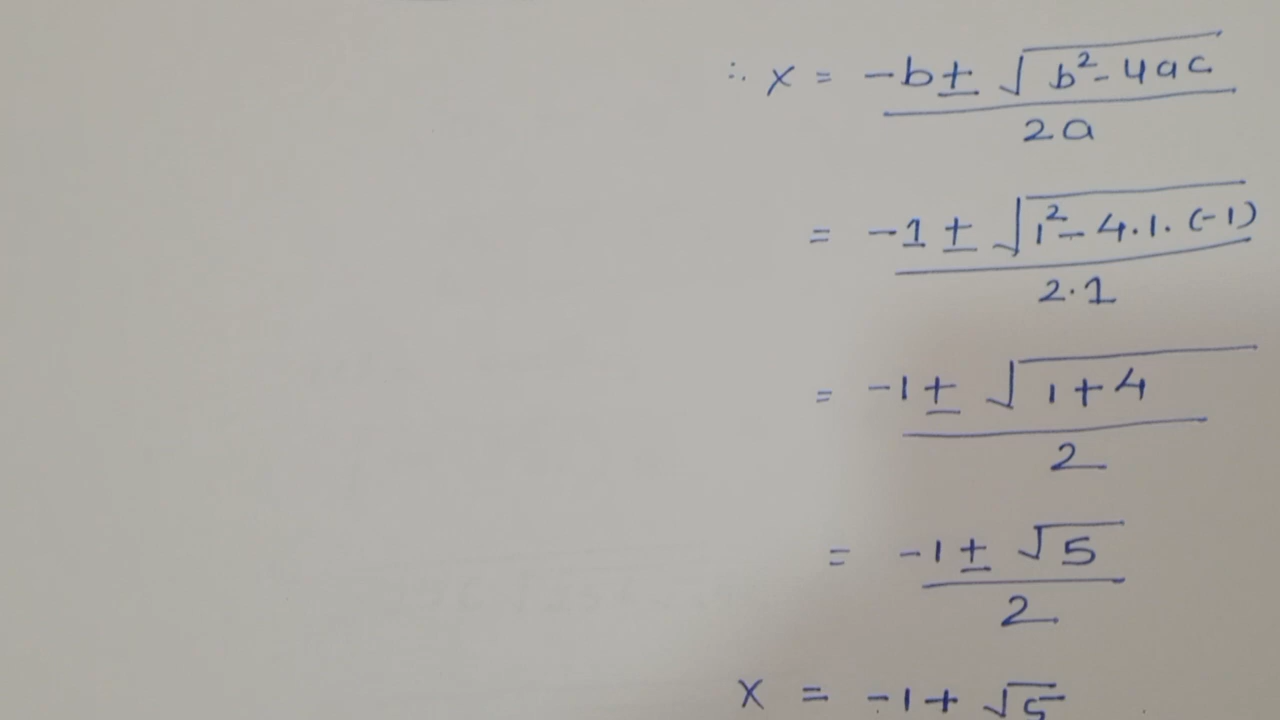 ∴ x = -b ± √b² - 4ac
2a
= -1 ± √1² - 4.1.(-1)
2.1
= -1 ± √1+4
2
= -1 ± √5
2
x = -1 + √5